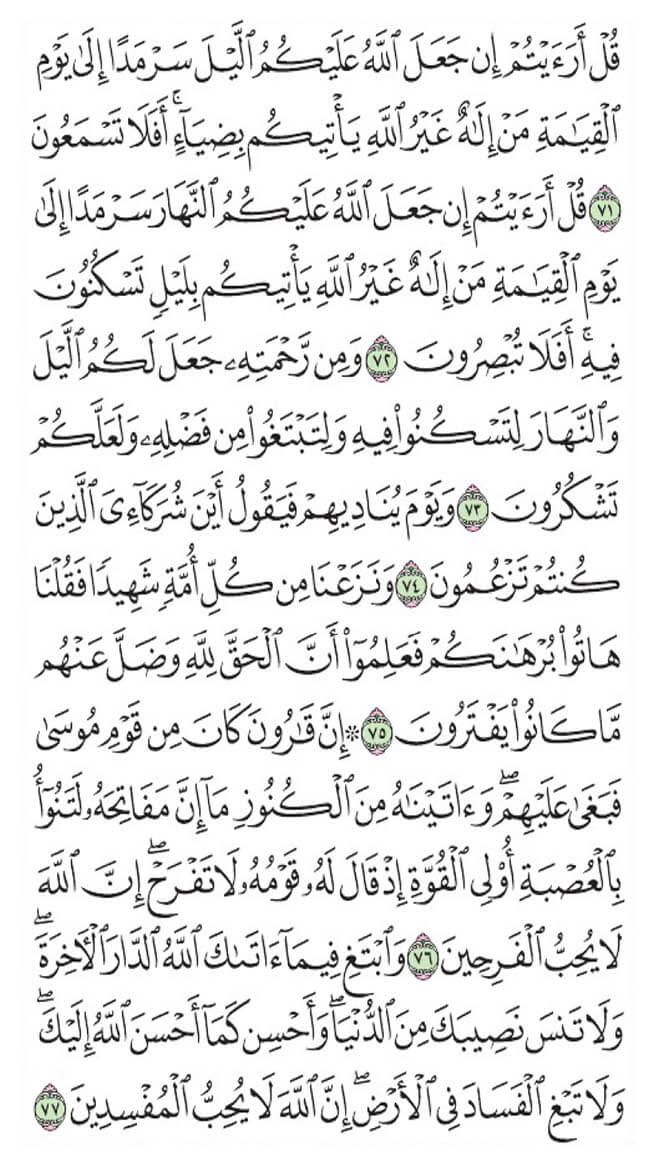 قُلْ أَرَءَيْتُمْ إِن جَعَلَ ٱللَّهُ عَلَيْكُمُ ٱلَّيْلَ سَرْمَدًا إِلَىٰ يَوْمِ
ٱلْقِيَٰمَةِ مَنْ إِلَٰهٌ غَيْرُ ٱللَّهِ يَأْتِيكُم بِضِيَآءٍۚ أَفَلَا تَسْمَعُونَ
٧١ قُلْ أَرَءَيْتُمْ إِن جَعَلَ ٱللَّهُ عَلَيْكُمُ ٱلنَّهَارَ سَرْمَدًا إِلَىٰ
يَوْمِ ٱلْقِيَٰمَةِ مَنْ إِلَٰهٌ غَيْرُ ٱللَّهِ يَأْتِيكُم بِلَيْلٍ تَسْكُنُونَ
فِيهِۚ أَفَلَا تُبْصِرُونَ ٧٢ وَمِن رَّحْمَتِهِۦ جَعَلَ لَكُمُ ٱلَّيْلَ
وَٱلنَّهَارَ لِتَسْكُنُوا۟ فِيهِ وَلِتَبْتَغُوا۟ مِن فَضْلِهِۦ وَلَعَلَّكُمْ
تَشْكُرُونَ ٧٣ وَيَوْمَ يُنَادِيهِمْ فَيَقُولُ أَيْنَ شُرَكَآءِىَ ٱلَّذِينَ
كُنتُمْ تَزْعُمُونَ ٧٤ وَنَزَعْنَا مِن كُلِّ أُمَّةٍ شَهِيدًا فَقُلْنَا
هَاتُوا۟ بُرْهَٰنَكُمْ فَعَلِمُوٓا۟ أَنَّ ٱلْحَقَّ لِلَّهِ وَضَلَّ عَنْهُم
مَّا كَانُوا۟ يَفْتَرُونَ ٧٥ ۞ إِنَّ قَٰرُونَ كَانَ مِن قَوْمِ مُوسَىٰ
فَبَغَىٰ عَلَيْهِمْۖ وَءَاتَيْنَٰهُ مِنَ ٱلْكُنُوزِ مَآ إِنَّ مَفَاتِحَهُۥ لَتَنُوٓأُ
بِٱلْعُصْبَةِ أُو۟لِى ٱلْقُوَّةِ إِذْ قَالَ لَهُۥ قَوْمُهُۥ لَا تَفْرَحْۖ إِنَّ ٱللَّهَ
لَا يُحِبُّ ٱلْفَرِحِينَ ٧٦ وَٱبْتَغِ فِيمَآ ءَاتَىٰكَ ٱللَّهُ ٱلدَّارَ ٱلْءَاخِرَةَۖ
وَلَا تَنسَ نَصِيبَكَ مِنَ ٱلدُّنْيَاۖ وَأَحْسِن كَمَآ أَحْسَنَ ٱللَّهُ إِلَيْكَۖ
وَلَا تَبْغِ ٱلْفَسَادَ فِى ٱلْأَرْضِۖ إِنَّ ٱللَّهَ لَا يُحِبُّ ٱلْمُفْسِدِينَ ٧٧